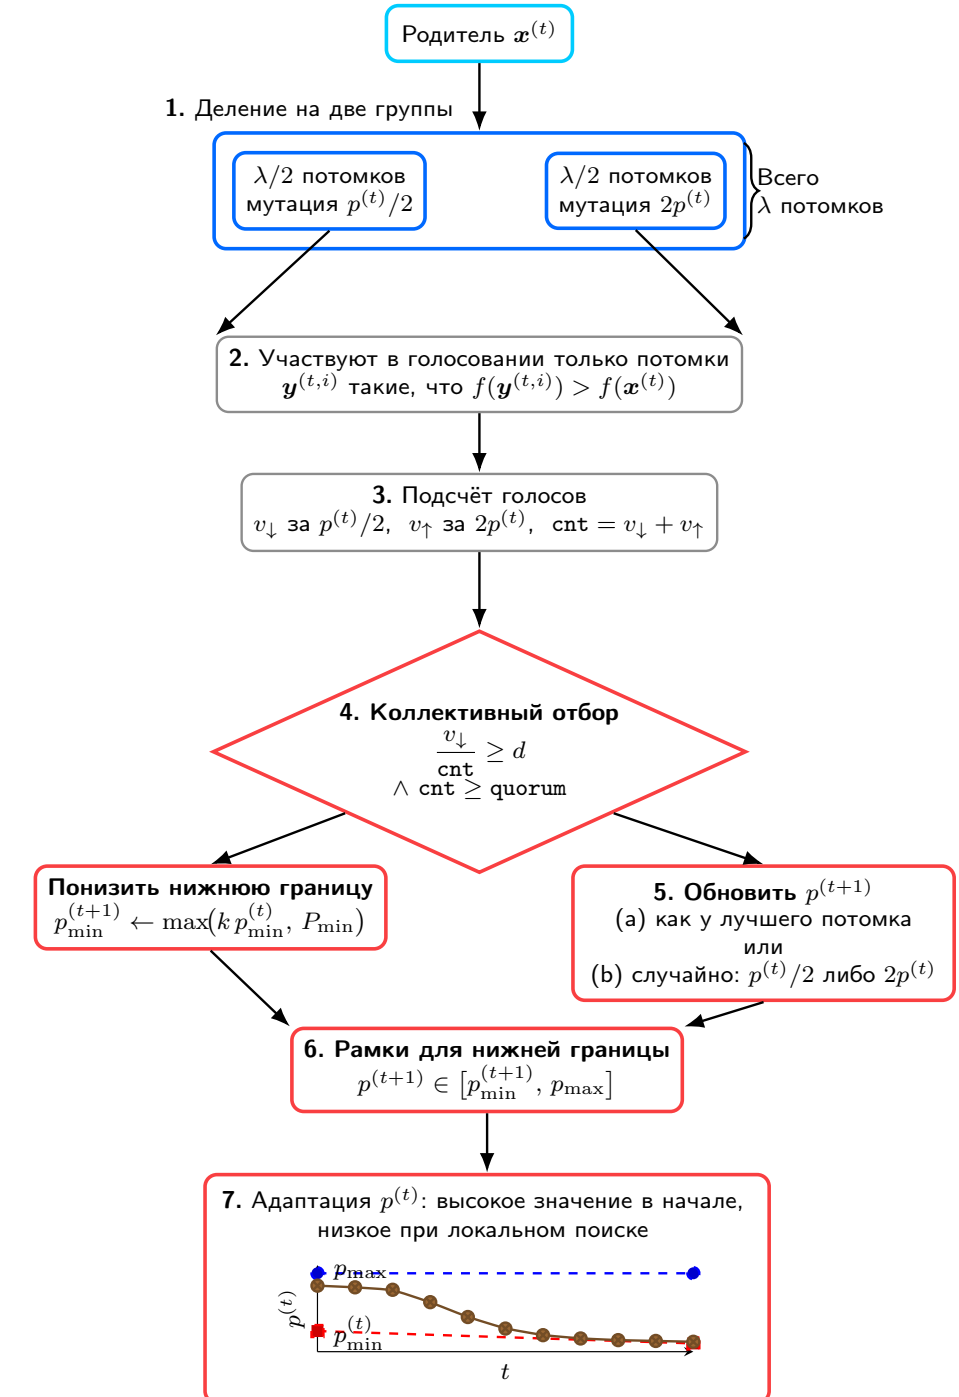 Родитель 𝒙^(t)
1. Деление на две группы
λ/2 потомков
мутация p^(t)/2
λ/2 потомков
мутация 2p^(t)
Всего
λ потомков
2. Участвуют в голосовании только потомки
𝒚^(t,i) такие, что f(𝒚^(t,i)) > f(𝒙^(t))
3. Подсчёт голосов
v↓ за p^(t)/2, v↑ за 2p^(t), cnt = v↓ + v↑
4. Коллективный отбор
v↓
cnt ≥ d
∧ cnt ≥ quorum
Понизить нижнюю границу
p_min^(t+1) ← max(k p_min^(t), P_min)
5. Обновить p^(t+1)
(a) как у лучшего потомка
или
(b) случайно: p^(t)/2 либо 2p^(t)
6. Рамки для нижней границы
p^(t+1) ∈ [p_min^(t+1), p_max]
7. Адаптация p^(t): высокое значение в начале,
низкое при локальном поиске
p_max
p^(t)
p_min^(t)
t